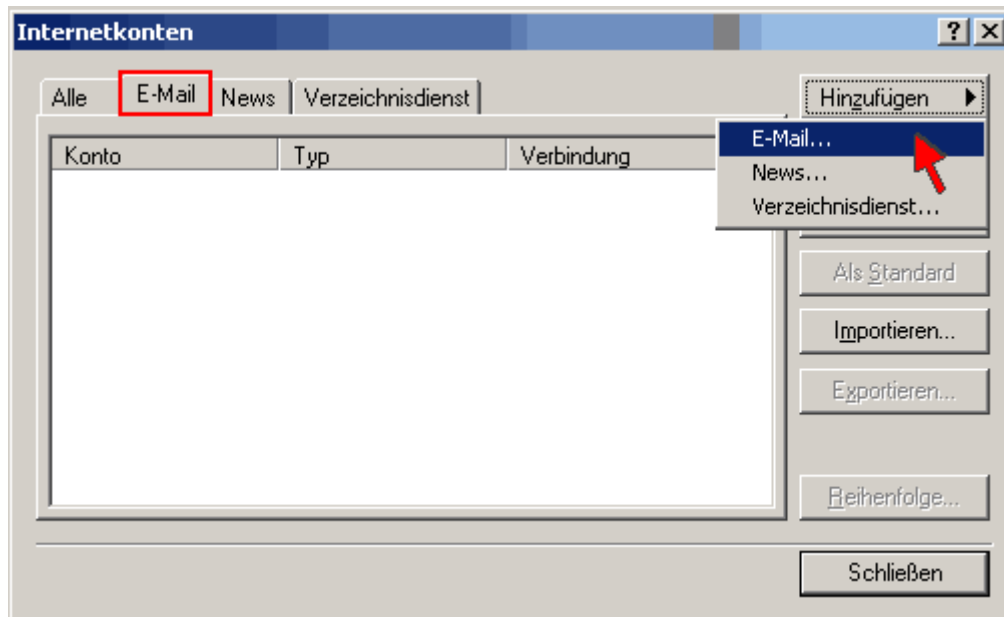 Internetkonten
Alle E-Mail News Verzeichnisdienst
Hinzufügen
Konto Typ Verbindung
E-Mail...
News...
Verzeichnisdienst...
Als Standard
Importieren...
Exportieren...
Reihenfolge...
Schließen